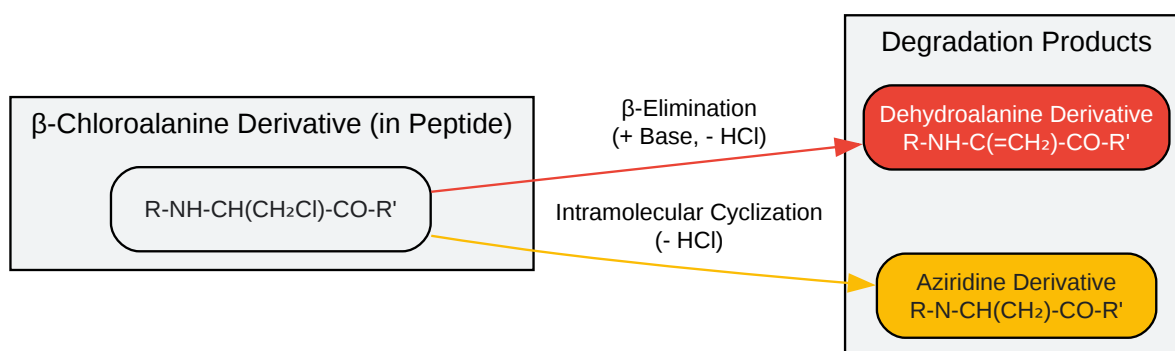 β-Chloroalanine Derivative (in Peptide)
R-NH-CH(CH₂Cl)-CO-R'
β-Elimination
(+ Base, - HCl)
Intramolecular Cyclization
(- HCl)
Degradation Products
Dehydroalanine Derivative
R-NH-C(=CH₂)-CO-R'
Aziridine Derivative
R-N-CH(CH₂)-CO-R'